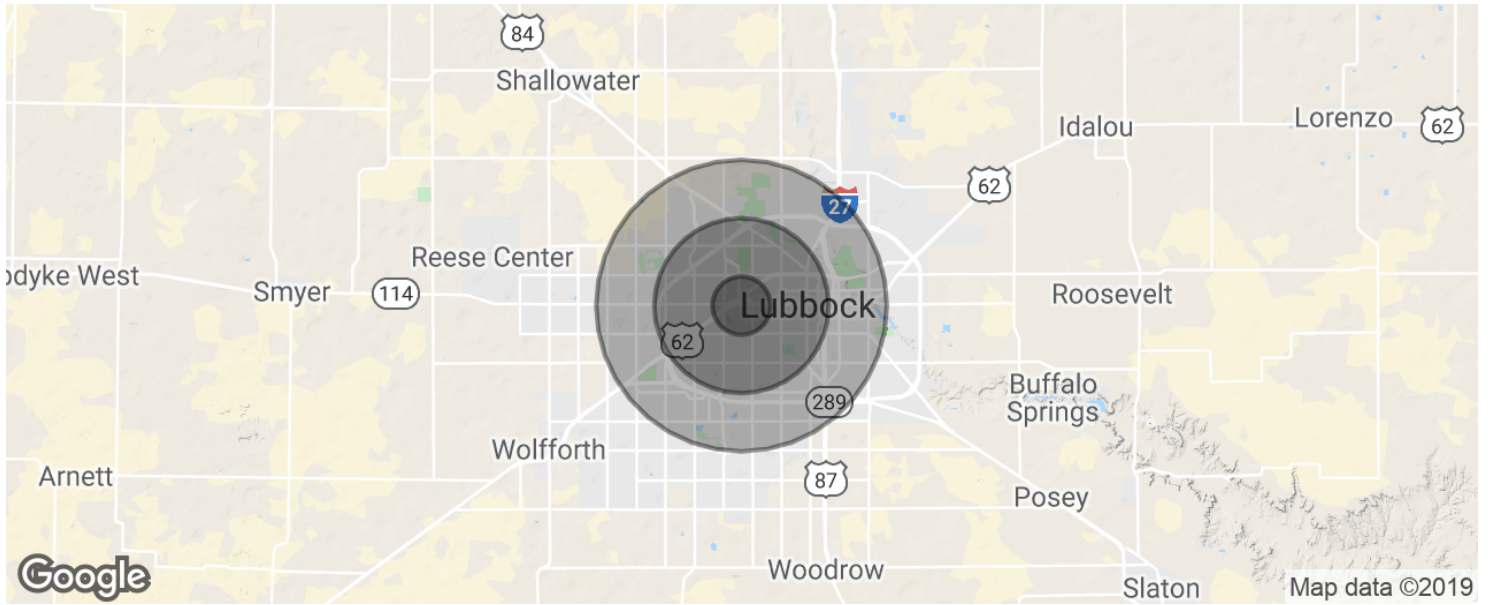 84
Shallowater
Lorenzo
62
Idalou
62
27
Reese Center
Smyer
114
odyke West
Lubbock
Roosevelt
62
289
Buffalo
Springs
Wolfforth
Arnett
87
Posey
Woodrow
Slaton
Google
Map data ©2019